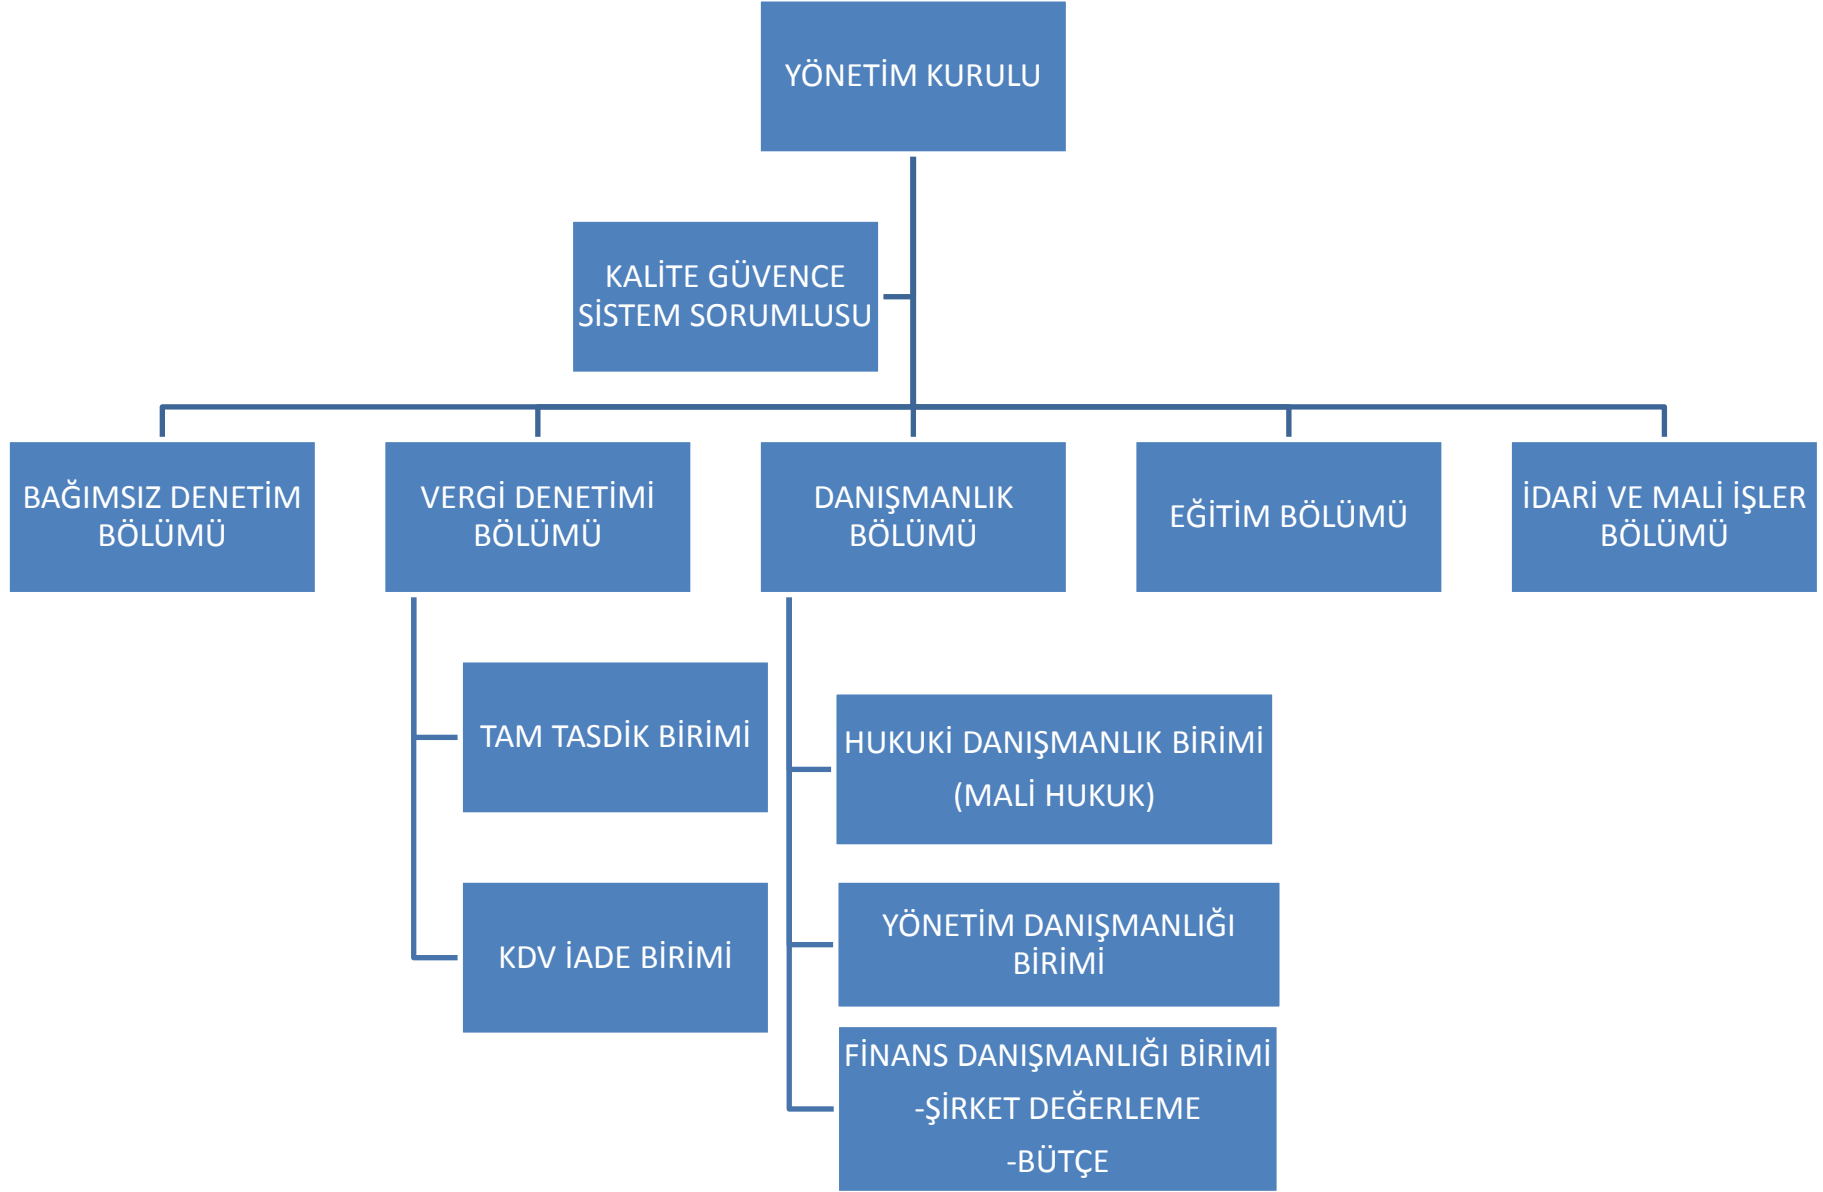 YÖNETİM KURULU
KALİTE GÜVENCE
SİSTEM SORUMLUSU
BAĞIMSIZ DENETİM
BÖLÜMÜ
VERGİ DENETİMİ
BÖLÜMÜ
DANIŞMANLIK
BÖLÜMÜ
EĞİTİM BÖLÜMÜ
İDARİ VE MALİ İŞLER
BÖLÜMÜ
TAM TASDİK BİRİMİ
KDV İADE BİRİMİ
HUKUKİ DANIŞMANLIK BİRİMİ
(MALİ HUKUK)
YÖNETİM DANIŞMANLIĞI
BİRİMİ
FİNANS DANIŞMANLIĞI BİRİMİ
-ŞİRKET DEĞERLEME
-BÜTÇE